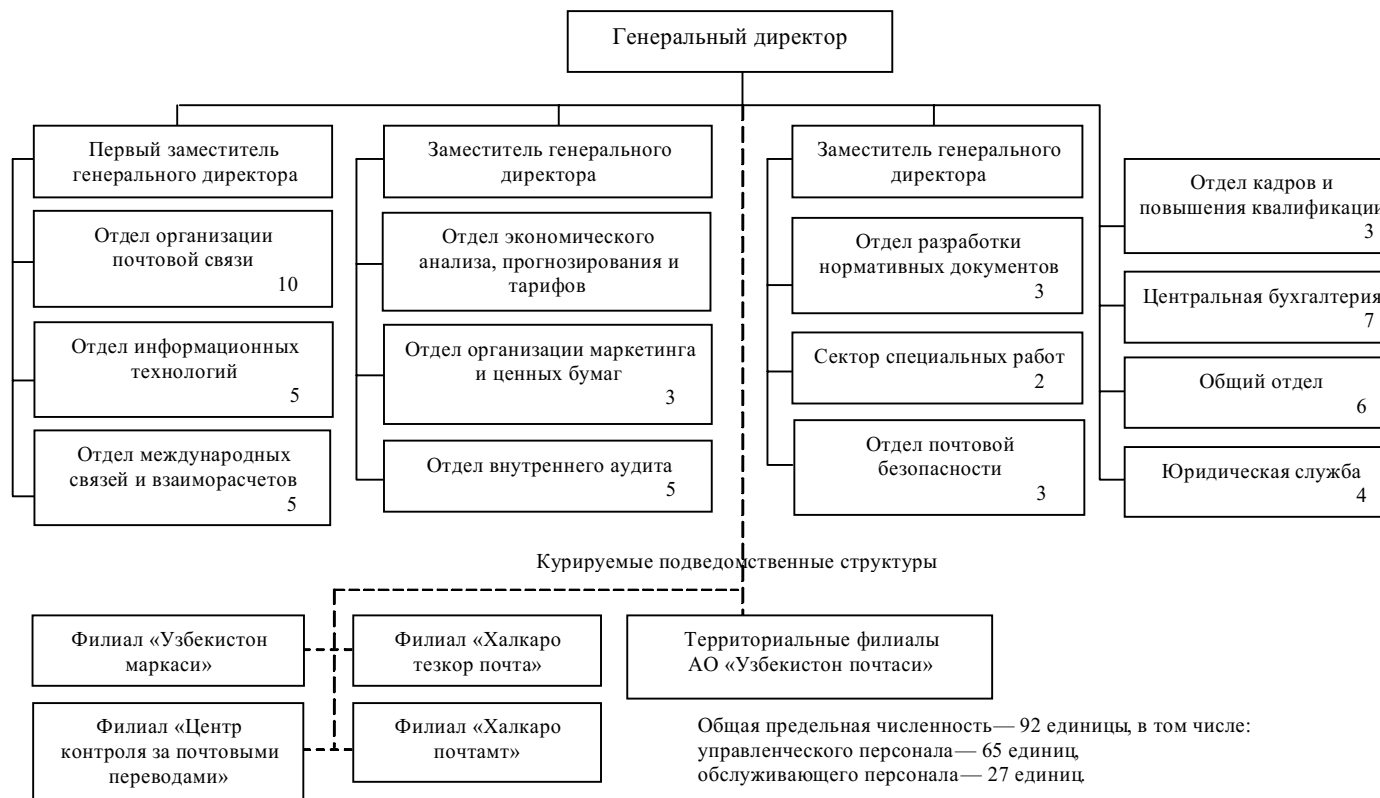 Генеральный директор
Первый заместитель
генерального директора
Отдел организации
почтовой связи
10
Отдел информационных
технологий
5
Отдел международных
связей и взаиморасчетов
5
Заместитель генерального
директора
Отдел экономического
анализа, прогнозирования и
тарифов
Отдел организации маркетинга
и ценных бумаг
3
Отдел внутреннего аудита
5
Заместитель генерального
директора
Отдел разработки
нормативных документов
3
Сектор специальных работ
2
Отдел почтовой
безопасности
3
Отдел кадров и
повышения квалификации
3
Центральная бухгалтерия
7
Общий отдел
6
Юридическая служба
4
Курируемые подведомственные структуры
Филиал «Узбекистон
маркаси»
Филиал «Халкаро
тезкор почта»
Территориальные филиалы
АО «Узбекистон почтаси»
Филиал «Центр
контроля за почтовыми
переводами»
Филиал «Халкаро
почтамт»
Общая предельная численность— 92 единицы, в том числе:
управленческого персонала— 65 единиц,
обслуживающего персонала— 27 единиц.